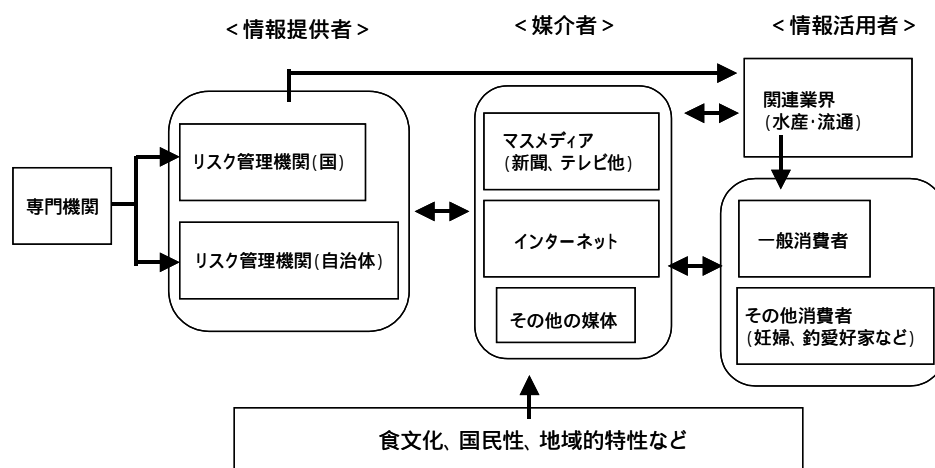 <情報提供者>
<媒介者>
<情報活用者>
専門機関
リスク管理機関(国)
リスク管理機関(自治体)
マスメディア
(新聞、テレビ他)
インターネット
その他の媒体
関連業界
(水産・流通)
一般消費者
その他消費者
(妊婦、釣愛好家など)
食文化、国民性、地域的特性など